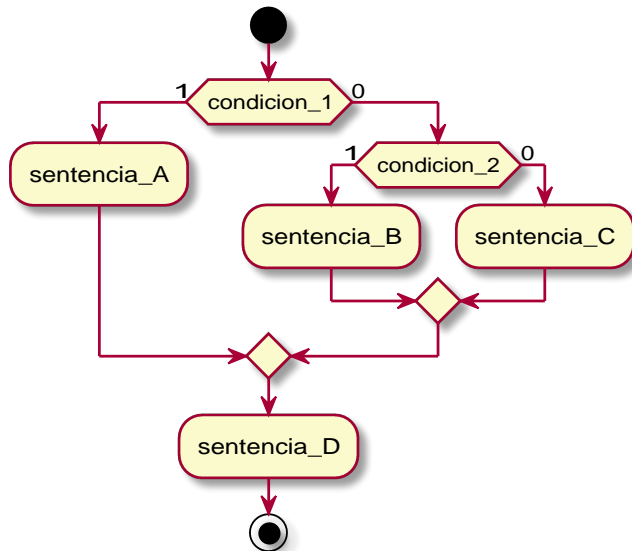 1
condicion_1
0
sentencia_A
1
condicion_2
0
sentencia_B
sentencia_C
sentencia_D